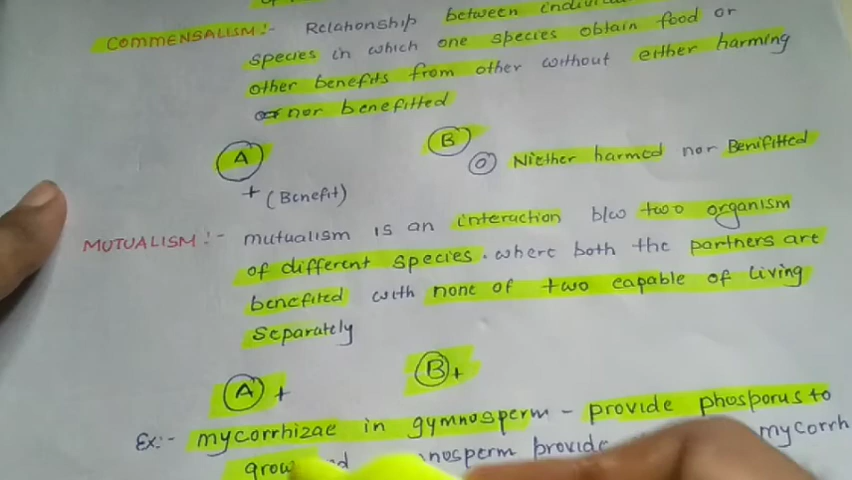 COMMENSALISM:- Relahonship between
species in which one species obtain food or
other benefits from other without either harming
or nor benefitted
A B
O Niether harmed nor Benifitted
+ (Benefit)
MUTUALISM:- mutualism is an interaction b/w two organism
of different species. where both the partners are
benefited with none of two capable of living
Separately
A + B +
Ex:- mycorrhizae in gymnosperm - provide phosporus to
grow provide mycorrh